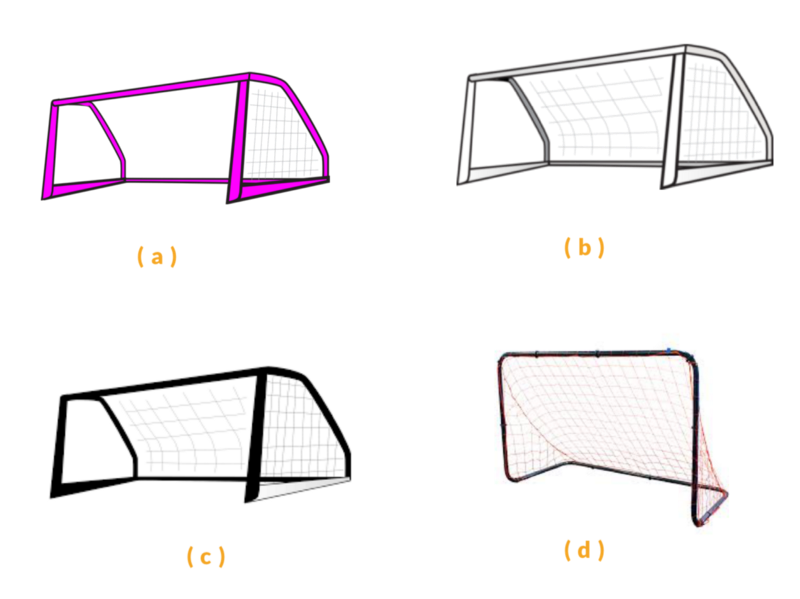 ( a )
( b )
( c )
( d )